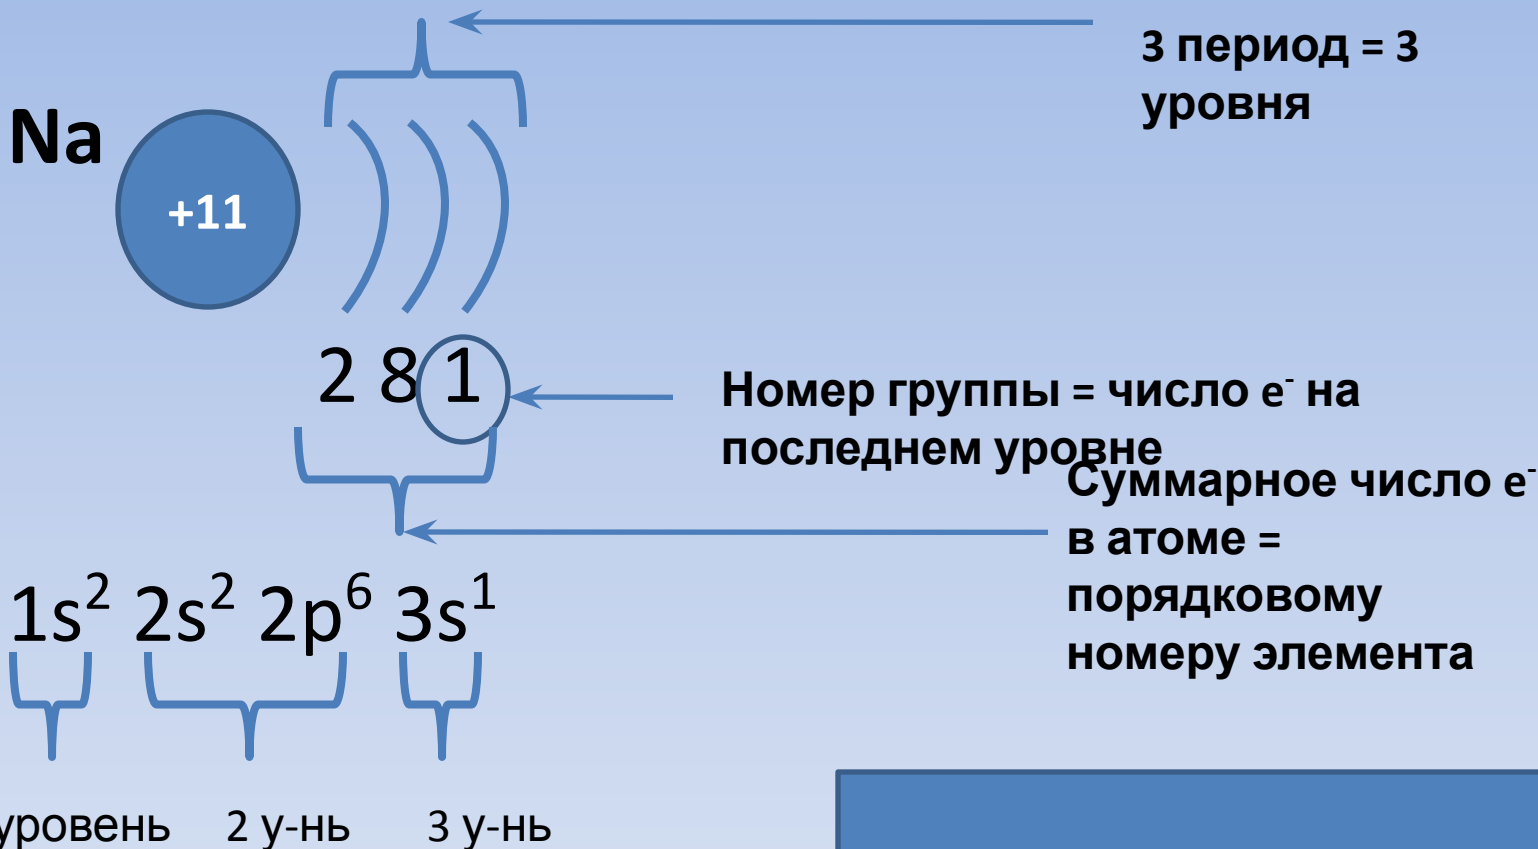 3 период = 3
уровня
Na
+11
2 8 1
Номер группы = число e⁻ на
последнем уровне
Суммарное число e⁻
в атоме =
порядковому
номеру элемента
1s² 2s² 2p⁶ 3s¹
уровень 2 у-нь 3 у-нь